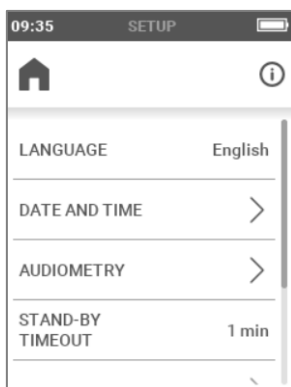 09:35 SETUP
LANGUAGE English
DATE AND TIME
AUDIOMETRY
STAND-BY
TIMEOUT 1 min